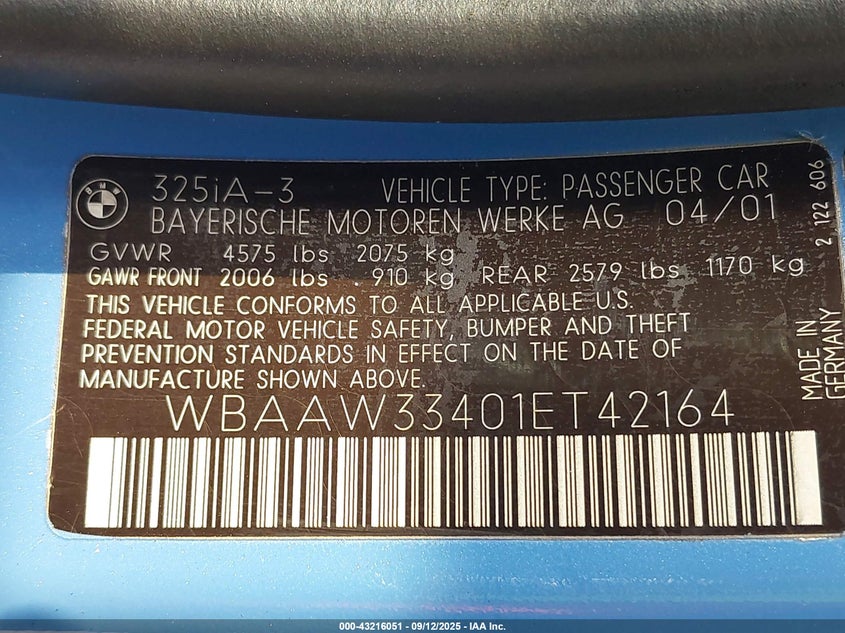 BMW
325iA-3 VEHICLE TYPE: PASSENGER CAR
BAYERISCHE MOTOREN WERKE AG 04/01
GVWR 4575 lbs 2075 kg
GAWR FRONT 2006 lbs 910 kg REAR 2579 lbs 1170 kg
THIS VEHICLE CONFORMS TO ALL APPLICABLE U.S.
FEDERAL MOTOR VEHICLE SAFETY, BUMPER AND THEFT
PREVENTION STANDARDS IN EFFECT ON THE DATE OF
MANUFACTURE SHOWN ABOVE.
WBAAW33401ET42164
MADE IN
GERMANY
2 122 606
000-43216051 - 09/12/2025 - IAA Inc.